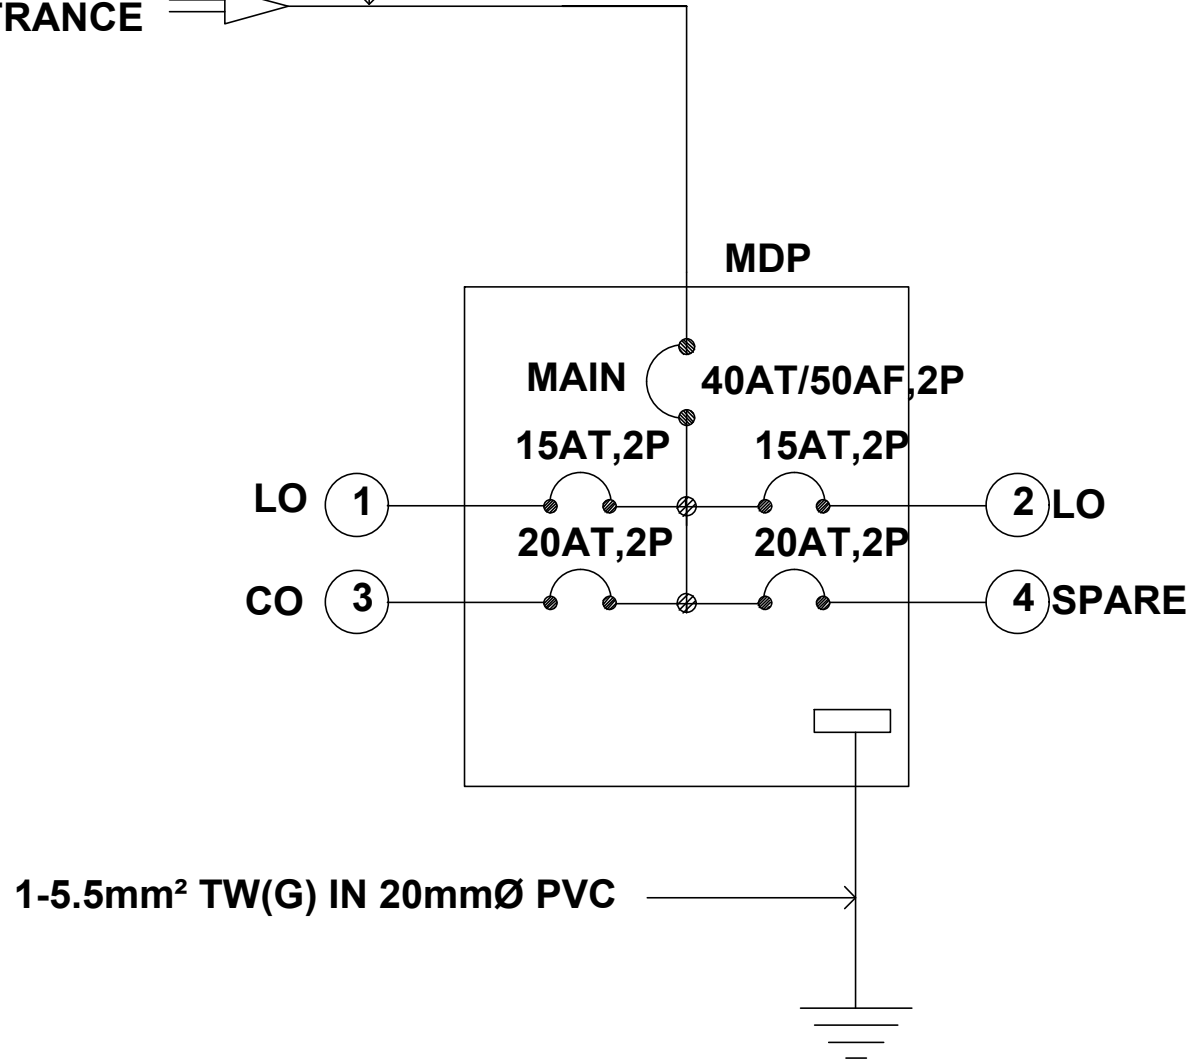 TRANCE
MDP
MAIN
40AT/50AF,2P
15AT,2P
15AT,2P
LO
1
2
LO
20AT,2P
20AT,2P
CO
3
4
SPARE
1-5.5mm² TW(G) IN 20mmØ PVC